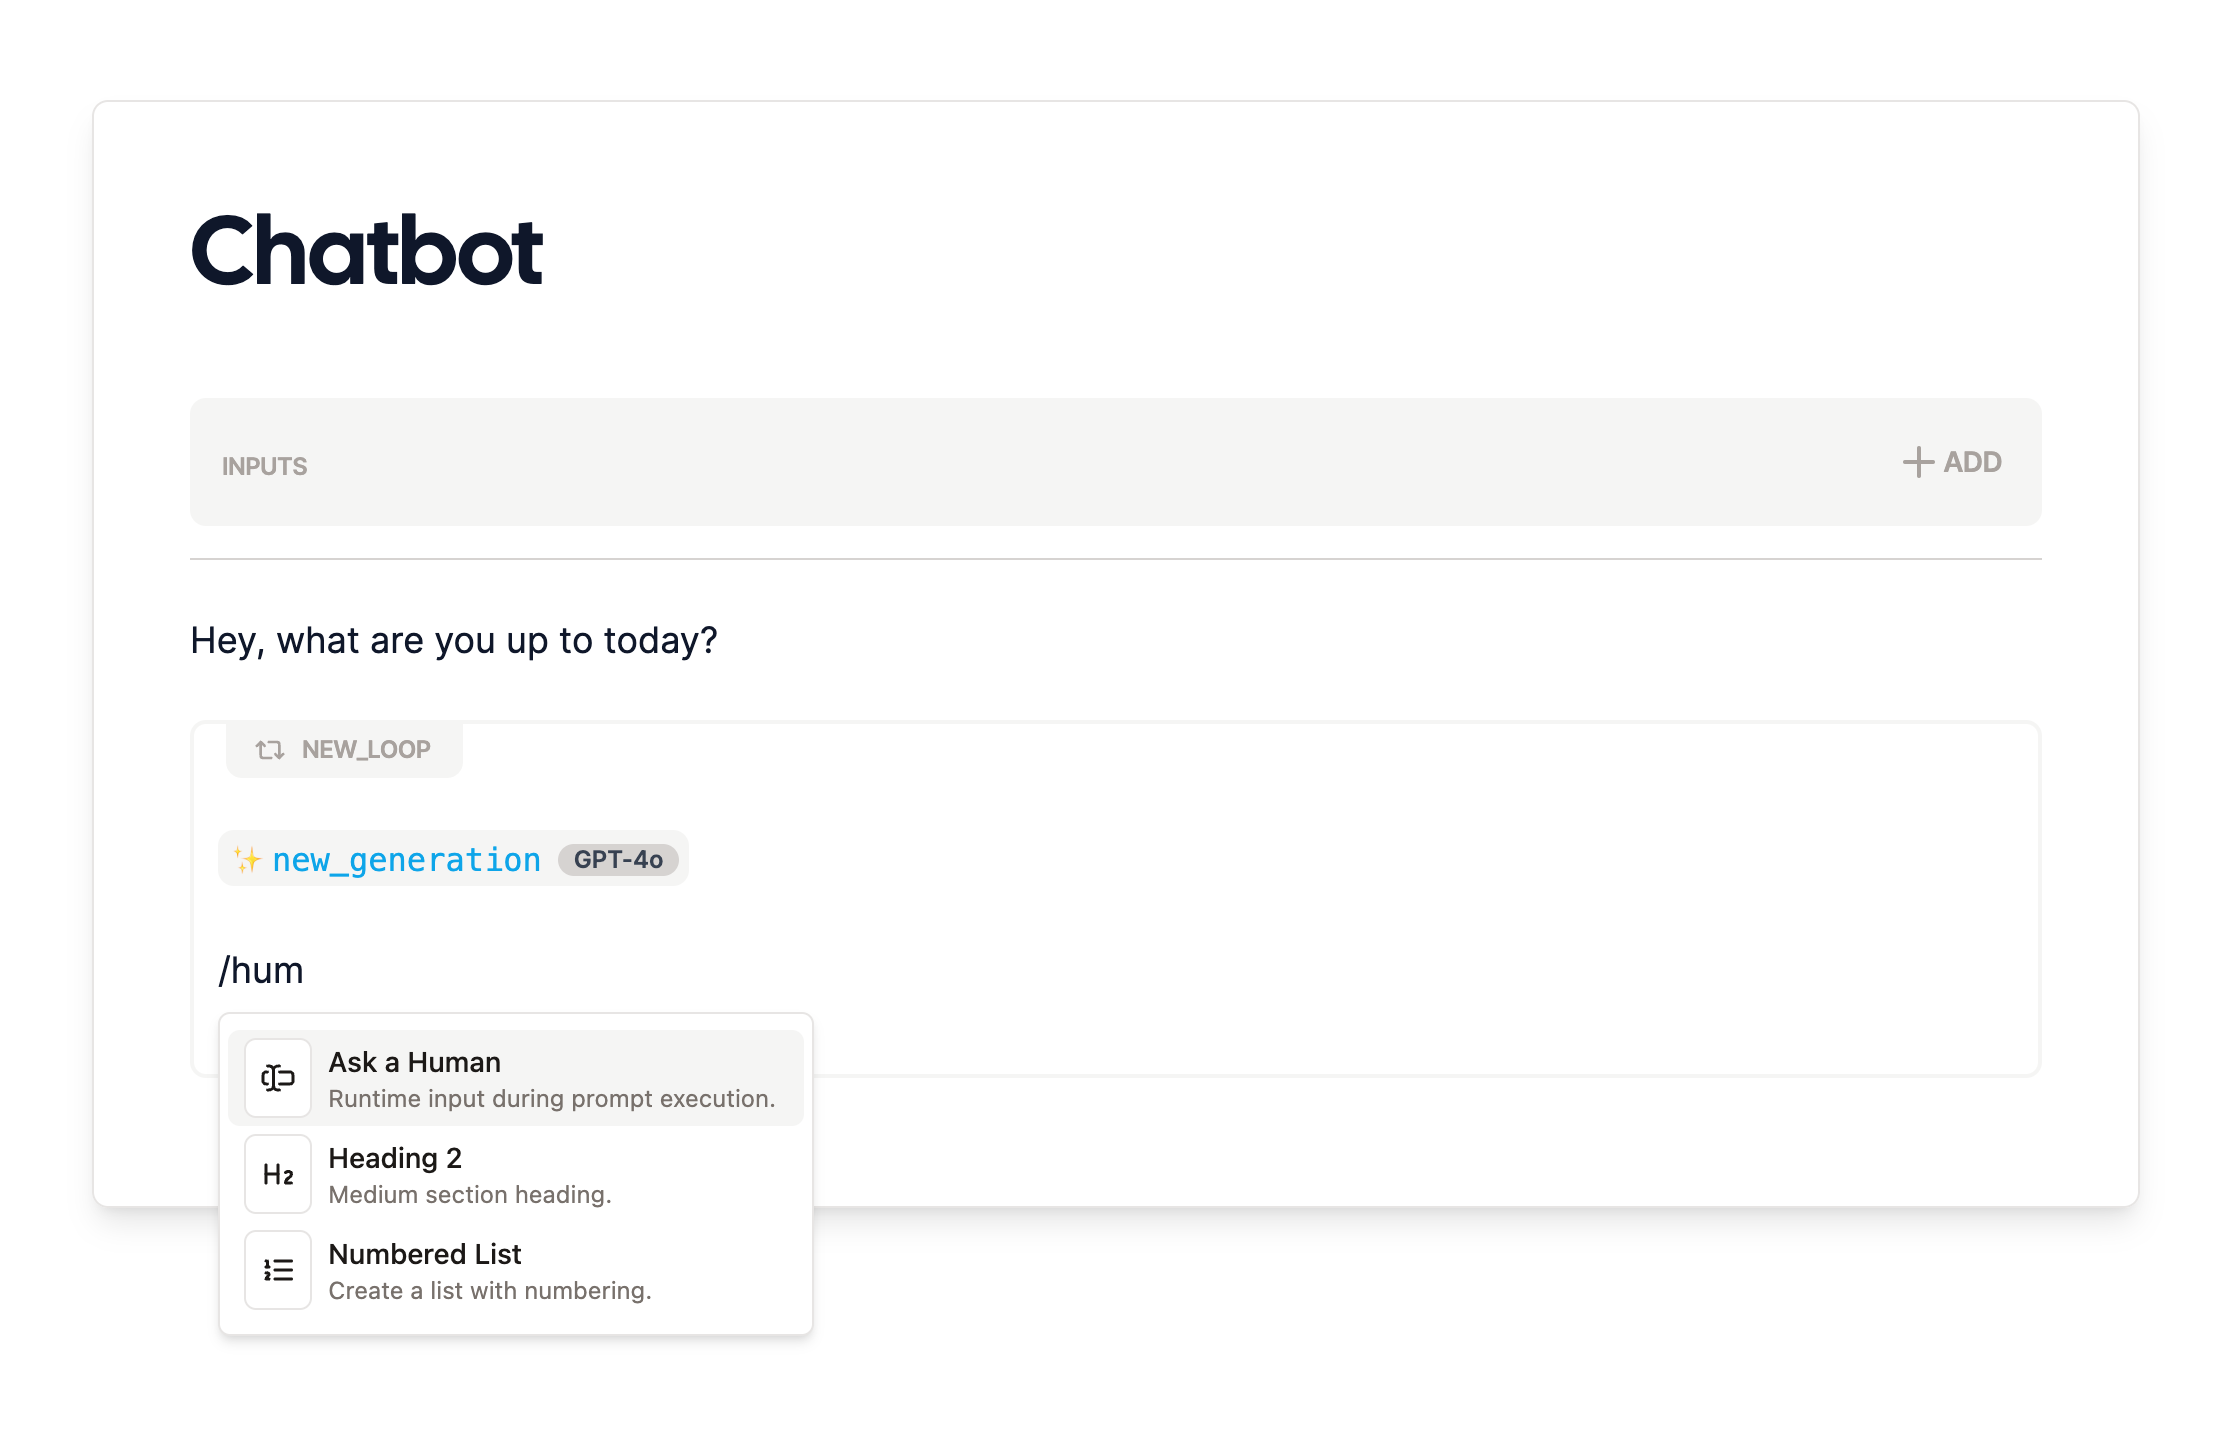 Chatbot
INPUTS
ADD
Hey, what are you up to today?
NEW_LOOP
new_generation GPT-4o
/hum
Ask a Human
Runtime input during prompt execution.
H2
Heading 2
Medium section heading.
Numbered List
Create a list with numbering.